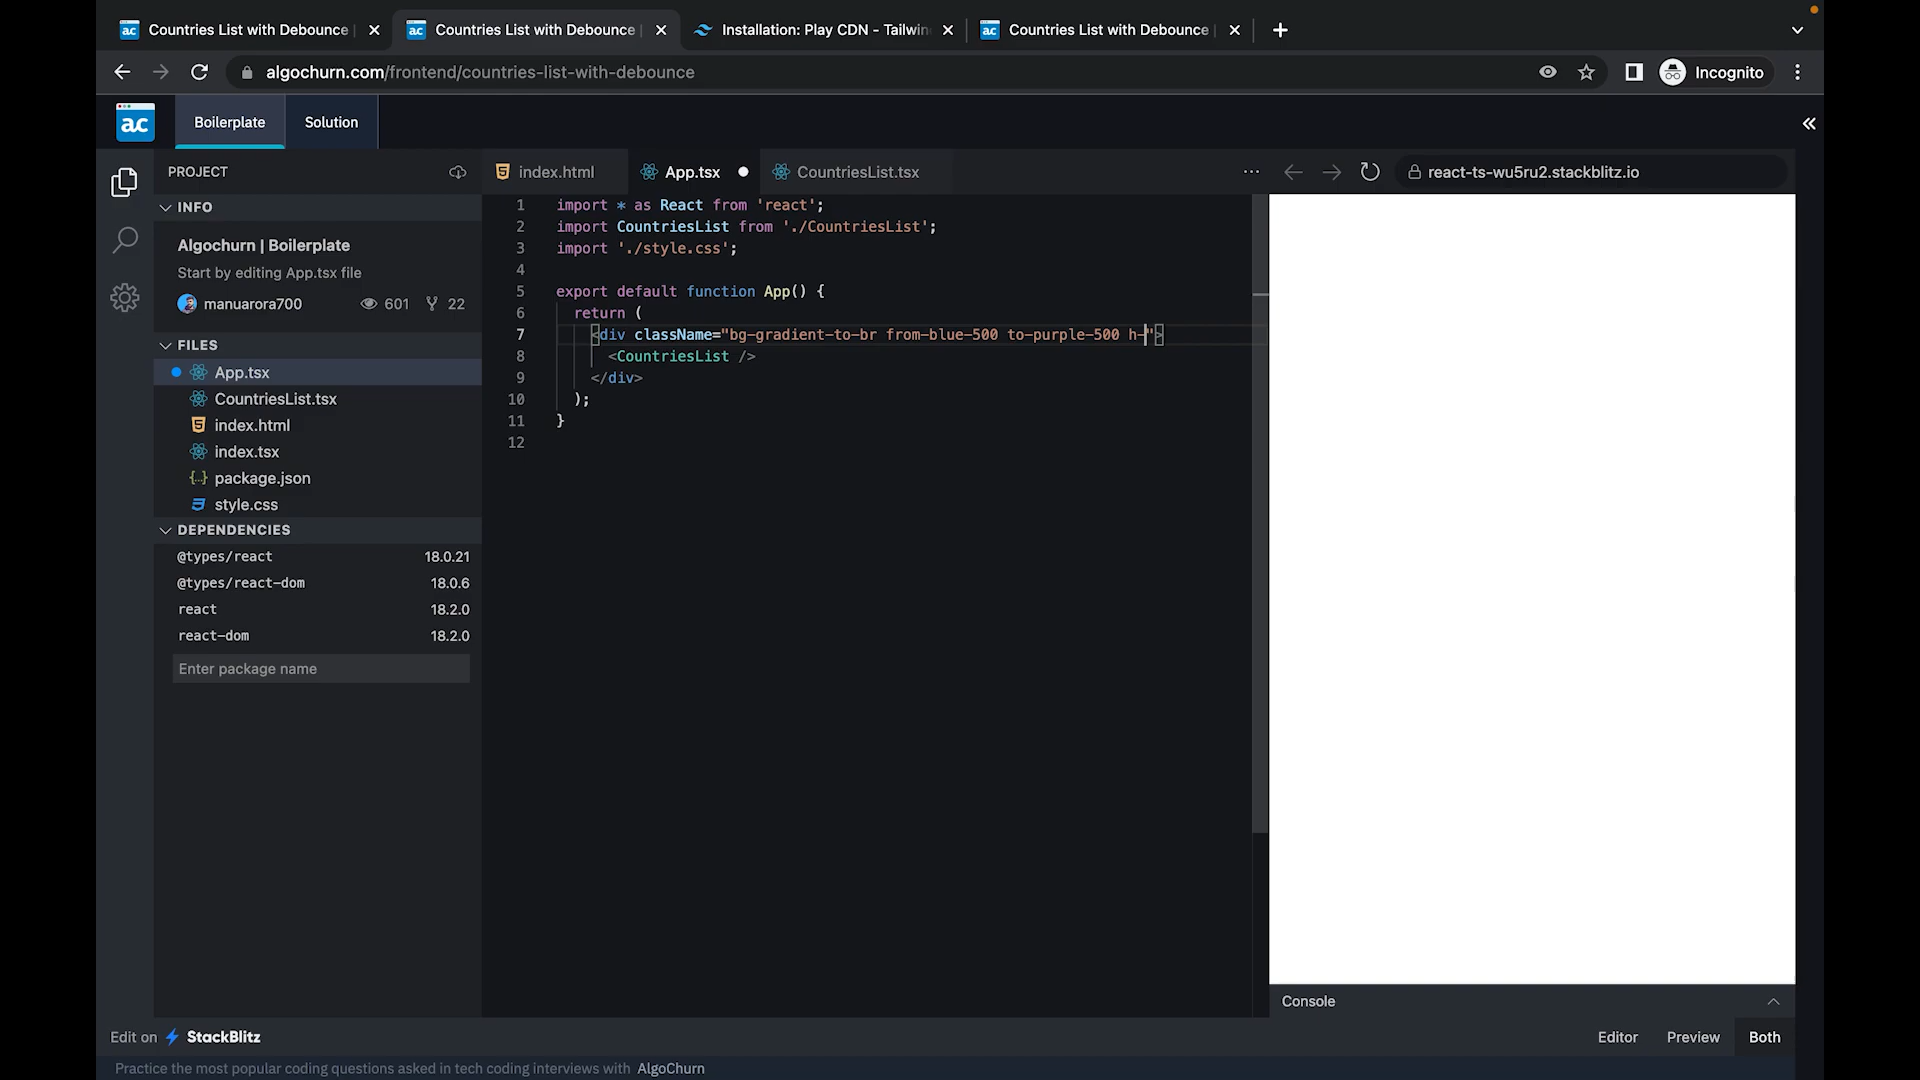 Countries List with Debounce
Countries List with Debounce
Installation: Play CDN - Tailwin
Countries List with Debounce
algochurn.com/frontend/countries-list-with-debounce
Incognito
ac
Boilerplate
Solution
PROJECT
INFO
Algochurn | Boilerplate
Start by editing App.tsx file
manuarora700
601
22
FILES
App.tsx
CountriesList.tsx
index.html
index.tsx
package.json
style.css
DEPENDENCIES
@types/react 18.0.21
@types/react-dom 18.0.6
react 18.2.0
react-dom 18.2.0
Enter package name
index.html
App.tsx
CountriesList.tsx
1 import * as React from 'react';
2 import CountriesList from './CountriesList';
3 import './style.css';
4
5 export default function App() {
6 return (
7 <div className="bg-gradient-to-br from-blue-500 to-purple-500 h-">
8 <CountriesList />
9 </div>
10 );
11 }
12
react-ts-wu5ru2.stackblitz.io
Console
Edit on StackBlitz
Editor
Preview
Both
Practice the most popular coding questions asked in tech coding interviews with AlgoChurn